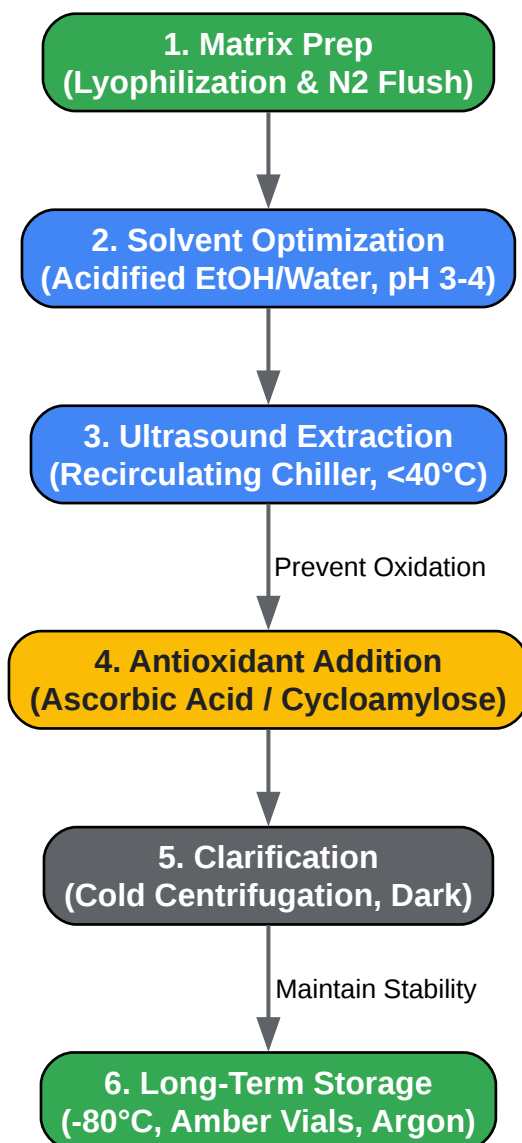 1. Matrix Prep
(Lyophilization & N2 Flush)
2. Solvent Optimization
(Acidified EtOH/Water, pH 3-4)
3. Ultrasound Extraction
(Recirculating Chiller, <40°C)
Prevent Oxidation
4. Antioxidant Addition
(Ascorbic Acid / Cycloamylose)
5. Clarification
(Cold Centrifugation, Dark)
Maintain Stability
6. Long-Term Storage
(-80°C, Amber Vials, Argon)